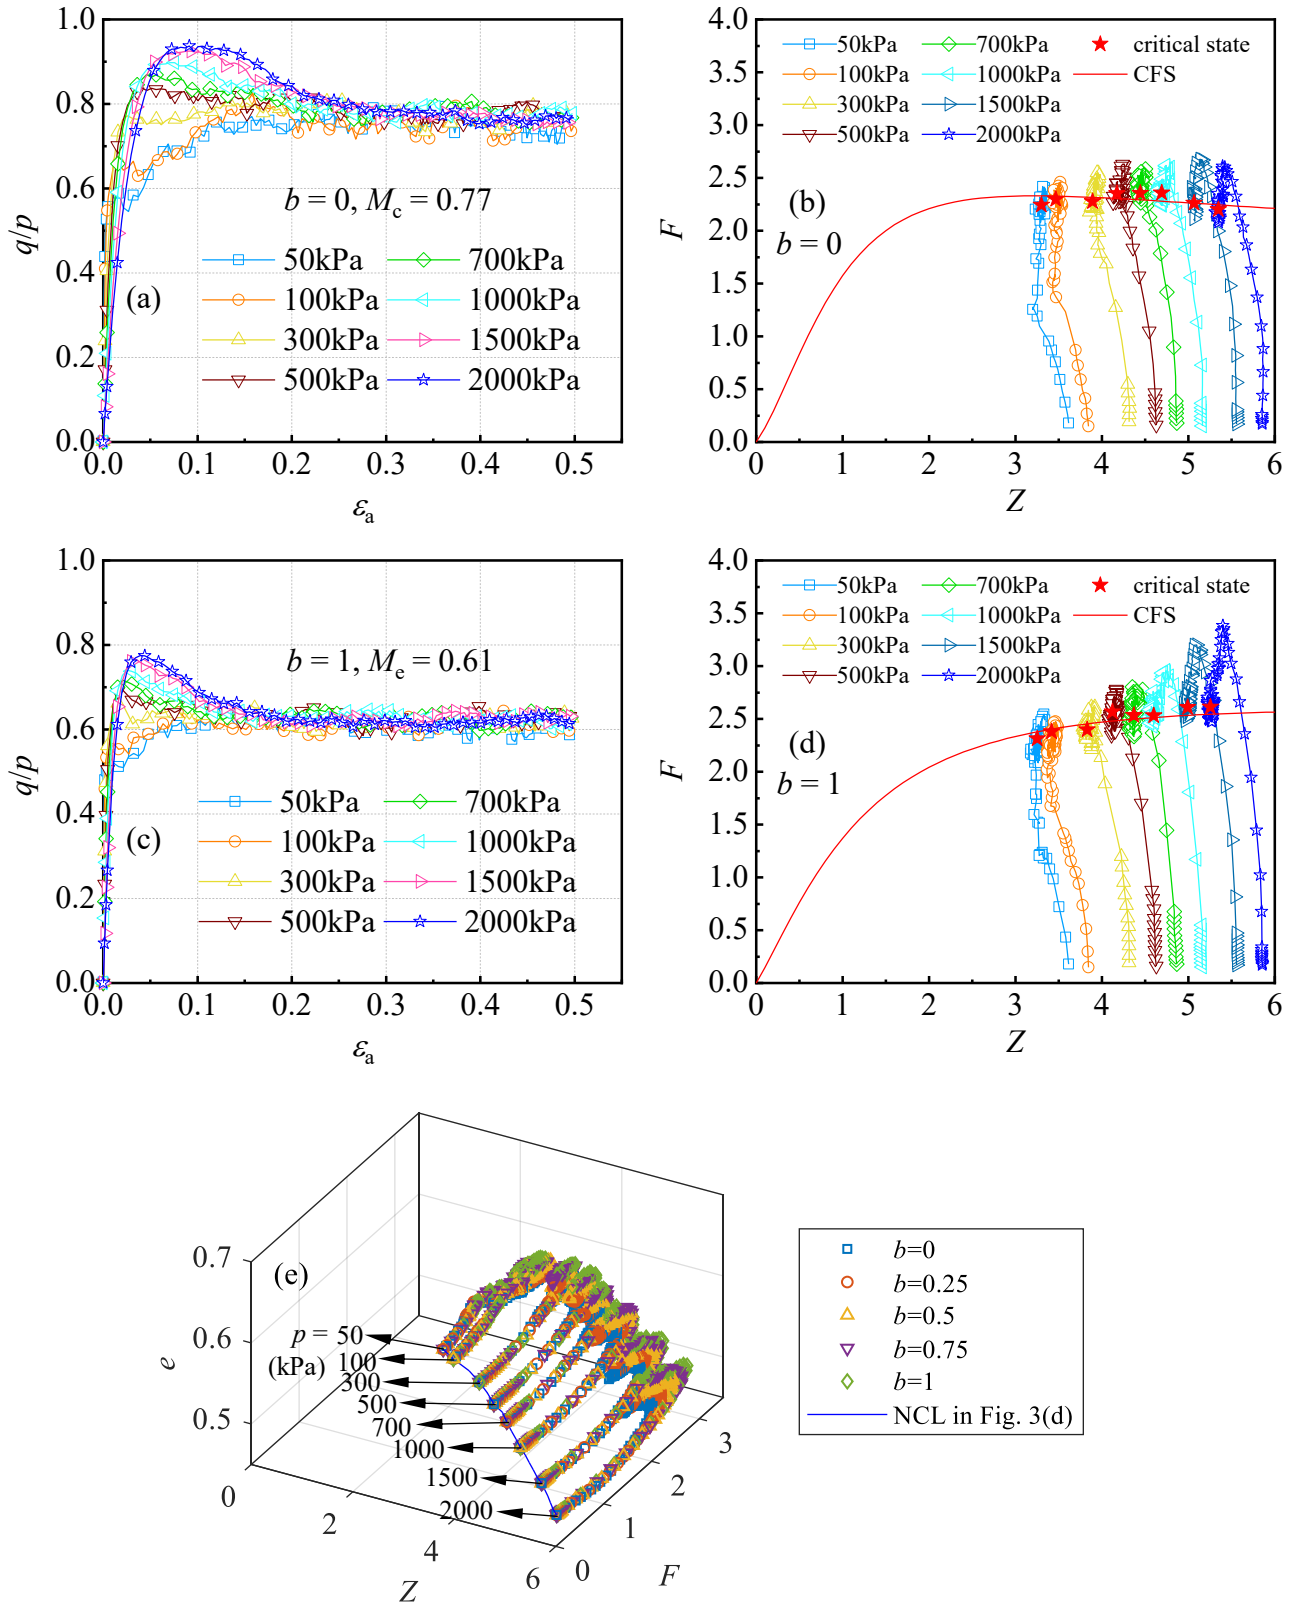 1.0
0.8
0.6
0.4
0.2
0.0
q/p
b = 0, Mc = 0.77
(a)
50kPa
700kPa
100kPa
1000kPa
300kPa
1500kPa
500kPa
2000kPa
0.0 0.1 0.2 0.3 0.4 0.5
εa
4.0
3.5
3.0
2.5
2.0
1.5
1.0
0.5
0.0
F
50kPa 700kPa critical state
100kPa 1000kPa CFS
300kPa 1500kPa
500kPa 2000kPa
(b)
b = 0
0 1 2 3 4 5 6
Z
1.0
0.8
0.6
0.4
0.2
0.0
q/p
b = 1, Me = 0.61
(c)
50kPa
700kPa
100kPa
1000kPa
300kPa
1500kPa
500kPa
2000kPa
0.0 0.1 0.2 0.3 0.4 0.5
εa
4.0
3.5
3.0
2.5
2.0
1.5
1.0
0.5
0.0
F
50kPa 700kPa critical state
100kPa 1000kPa CFS
300kPa 1500kPa
500kPa 2000kPa
(d)
b = 1
0 1 2 3 4 5 6
Z
0.7
0.6
0.5
e
(e)
p = 50
(kPa) 100
300
500
700
1000
1500
2000
0
2
4
6
Z
0
1
2
3
F
b=0
b=0.25
b=0.5
b=0.75
b=1
NCL in Fig. 3(d)